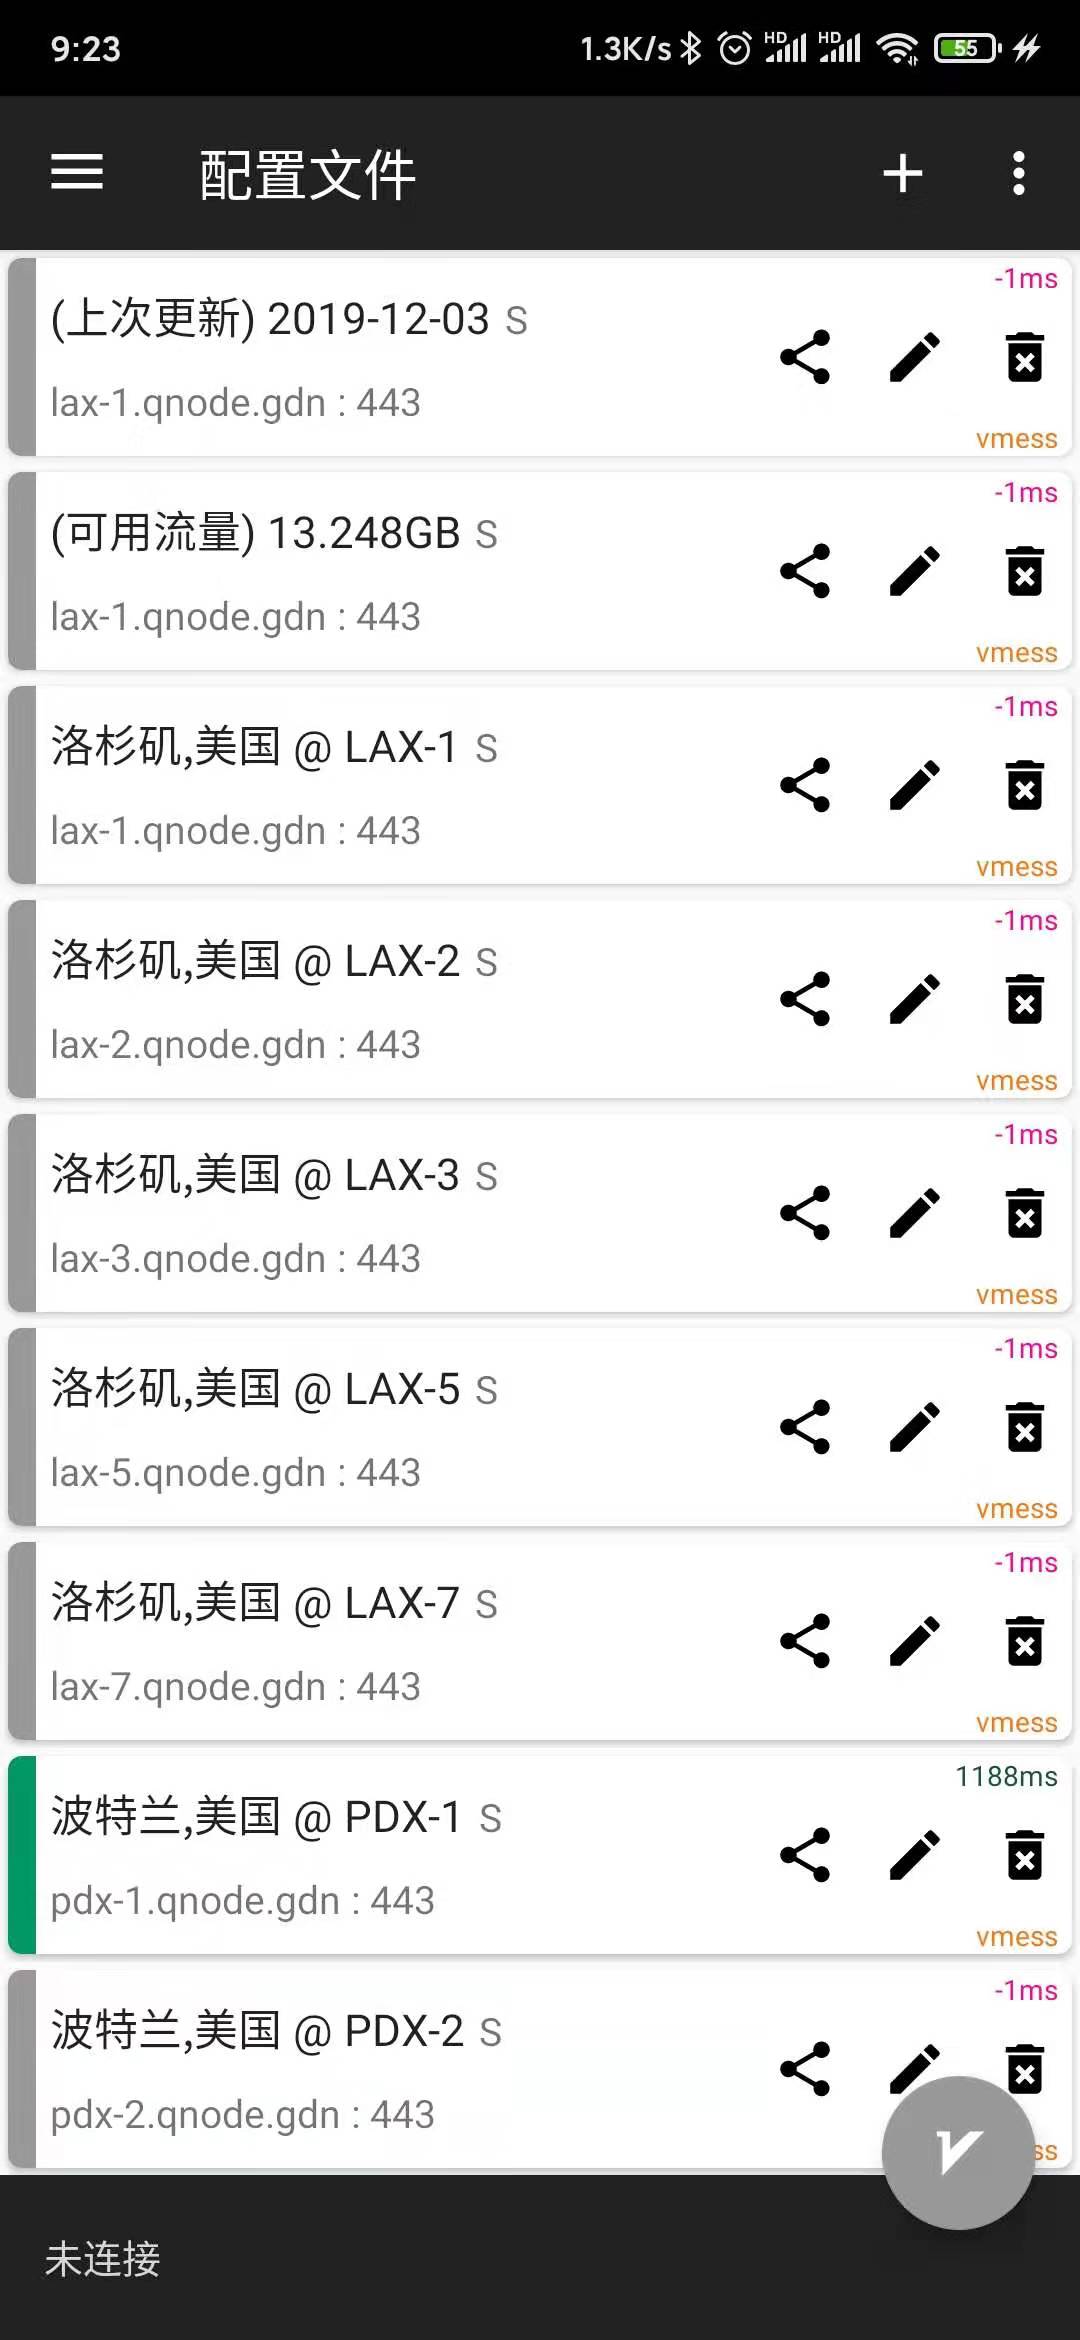 9:23
1.3K/s HD HD 55
配置文件
-1ms
(上次更新) 2019-12-03 S
lax-1.qnode.gdn : 443
vmess
-1ms
(可用流量) 13.248GB S
lax-1.qnode.gdn : 443
vmess
-1ms
洛杉矶,美国 @ LAX-1 S
lax-1.qnode.gdn : 443
vmess
-1ms
洛杉矶,美国 @ LAX-2 S
lax-2.qnode.gdn : 443
vmess
-1ms
洛杉矶,美国 @ LAX-3 S
lax-3.qnode.gdn : 443
vmess
-1ms
洛杉矶,美国 @ LAX-5 S
lax-5.qnode.gdn : 443
vmess
-1ms
洛杉矶,美国 @ LAX-7 S
lax-7.qnode.gdn : 443
vmess
1188ms
波特兰,美国 @ PDX-1 S
pdx-1.qnode.gdn : 443
vmess
-1ms
波特兰,美国 @ PDX-2 S
pdx-2.qnode.gdn : 443
未连接